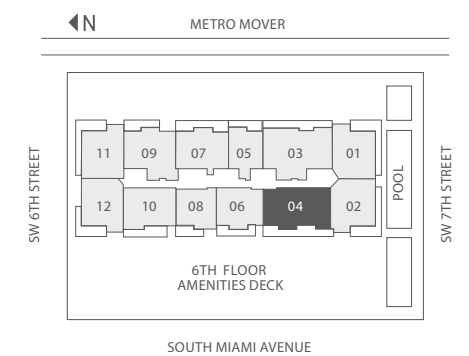 N
METRO MOVER
SW 6TH STREET
11
09
07
05
03
01
12
10
08
06
04
02
POOL
SW 7TH STREET
6TH FLOOR
AMENITIES DECK
SOUTH MIAMI AVENUE